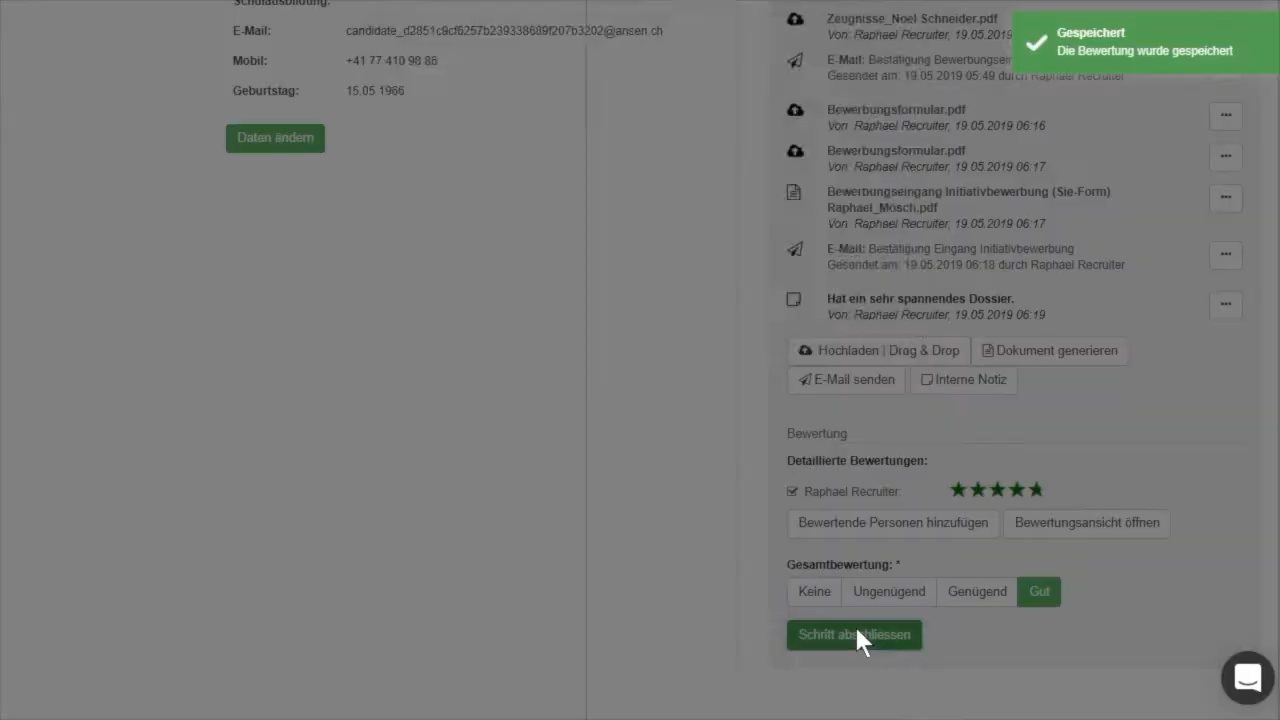 Schulausbildung:
E-Mail: candidate_d2851c9cf6257b239338689f207b3202@ansen.ch
Mobil: +41 77 410 98 86
Geburtstag: 15.05 1966
Daten ändern
Zeugnisse_Noel Schneider.pdf
Von: Raphael Recruiter, 19.05.2019
E-Mail: Bestätigung Bewerbungsein
Gesendet am: 19.05.2019 05:49 durch Raphael Recruiter
Gespeichert
Die Bewertung wurde gespeichert
Bewerbungsformular.pdf
Von: Raphael Recruiter, 19.05.2019 06:16
Bewerbungsformular.pdf
Von: Raphael Recruiter, 19.05.2019 06:17
Bewerbungseingang Initiativbewerbung (Sie-Form)
Raphael_Mösch.pdf
Von: Raphael Recruiter, 19.05.2019 06:17
E-Mail: Bestätigung Eingang Initiativbewerbung
Gesendet am: 19.05.2019 06:18 durch Raphael Recruiter
Hat ein sehr spannendes Dossier.
Von: Raphael Recruiter, 19.05.2019 06:19
Hochladen | Drag & Drop
Dokument generieren
E-Mail senden
Interne Notiz
Bewertung
Detaillierte Bewertungen:
Raphael Recruiter:
Bewertende Personen hinzufügen
Bewertungsansicht öffnen
Gesamtbewertung: *
Keine Ungenügend Genügend Gut
Schritt abschliessen